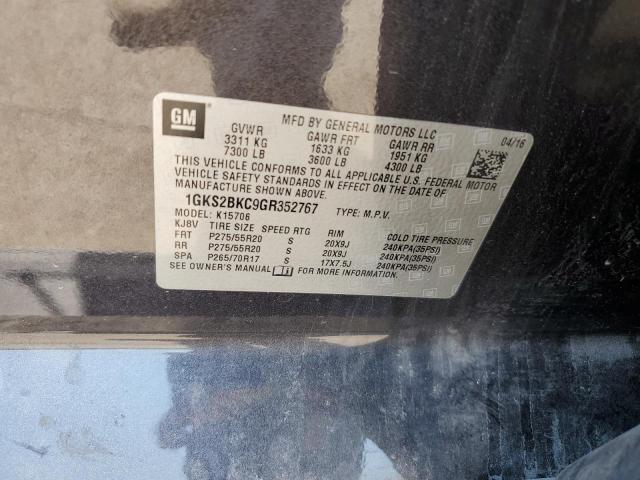 GM
MFD BY GENERAL MOTORS LLC
04/16
GVWR GAWR FRT GAWR RR
3311 KG 1633 KG 1951 KG
7300 LB 3600 LB 4300 LB
THIS VEHICLE CONFORMS TO ALL APPLICABLE U.S. FEDERAL MOTOR
VEHICLE SAFETY AND THEFT PREVENTION
STANDARDS IN EFFECT ON THE DATE OF
MANUFACTURE SHOWN ABOVE.
1GKS2BKC9GR352767 TYPE: M.P.V.
MODEL: K15706
KJ8V TIRE SIZE SPEED RTG RIM COLD TIRE PRESSURE
FRT P275/55R20 S 20X9J 240KPA(35PSI)
RR P275/55R20 S 20X9J 240KPA(35PSI)
SPA P265/70R17 S 17X7.5J 240KPA(35PSI)
SEE OWNER'S MANUAL FOR MORE INFORMATION.